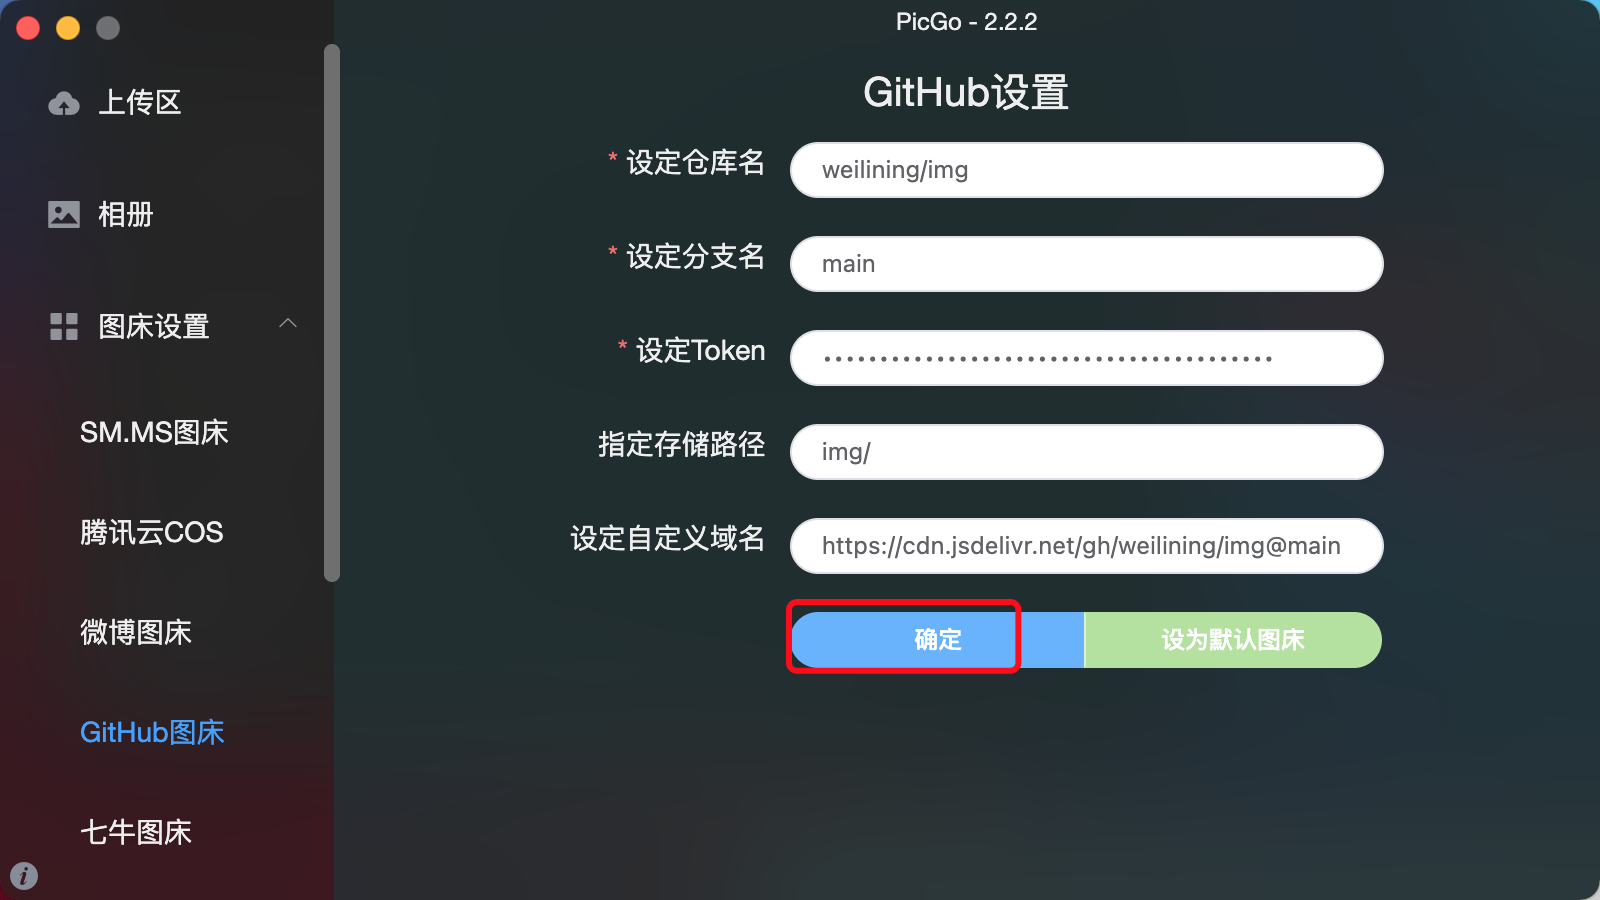 PicGo - 2.2.2
上传区
相册
图床设置
SM.MS图床
腾讯云COS
微博图床
GitHub图床
七牛图床
GitHub设置
* 设定仓库名
weilining/img
* 设定分支名
main
* 设定Token
指定存储路径
img/
设定自定义域名
https://cdn.jsdelivr.net/gh/weilining/img@main
确定
设为默认图床